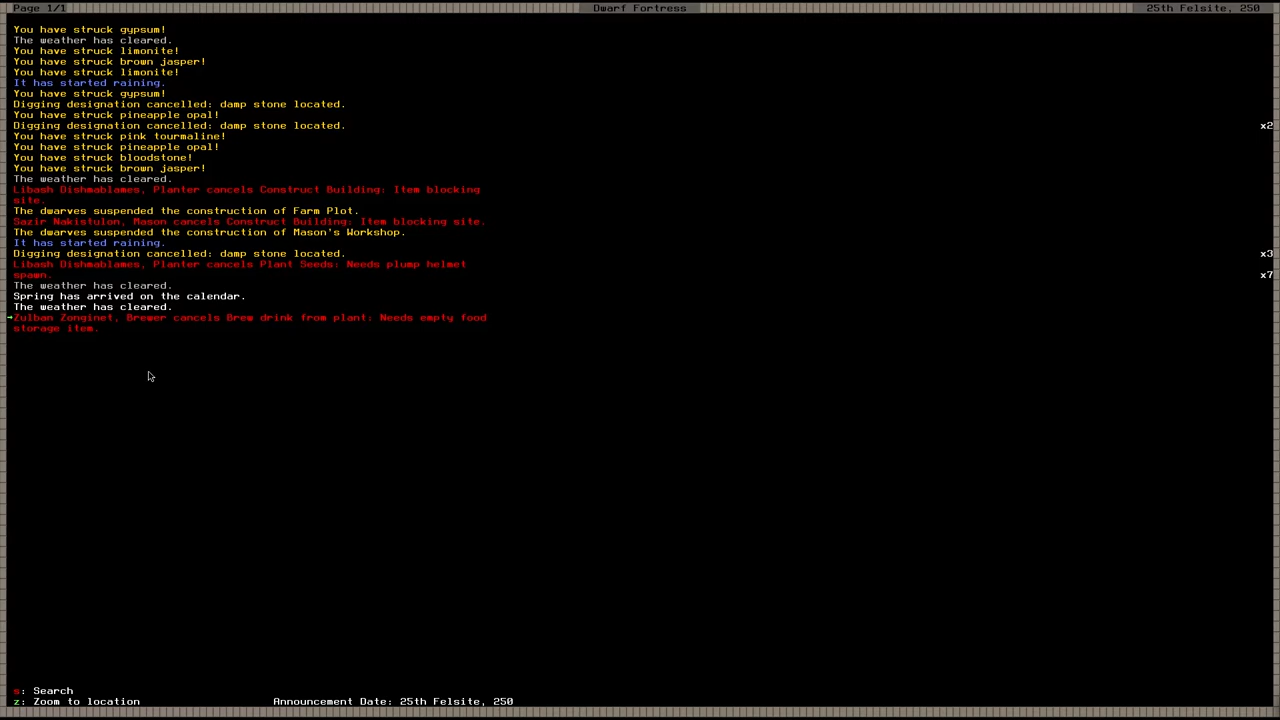 Page 1/1 Dwarf Fortress 25th Felsite, 250
You have struck gypsum!
The weather has cleared.
You have struck limonite!
You have struck brown jasper!
You have struck limonite!
It has started raining.
You have struck gypsum!
Digging designation cancelled: damp stone located.
You have struck pineapple opal!
Digging designation cancelled: damp stone located. x2
You have struck pink tourmaline!
You have struck pineapple opal!
You have struck bloodstone!
You have struck brown jasper!
The weather has cleared.
Libash Dishmablames, Planter cancels Construct Building: Item blocking
site.
The dwarves suspended the construction of Farm Plot.
Sazir Nakistulon, Mason cancels Construct Building: Item blocking site.
The dwarves suspended the construction of Mason's Workshop.
It has started raining.
Digging designation cancelled: damp stone located. x3
Libash Dishmablames, Planter cancels Plant Seeds: Needs plump helmet
spawn. x7
The weather has cleared.
Spring has arrived on the calendar.
The weather has cleared.
Zulban Zonginet, Brewer cancels Brew drink from plant: Needs empty food
storage item.
s: Search
z: Zoom to location Announcement Date: 25th Felsite, 250